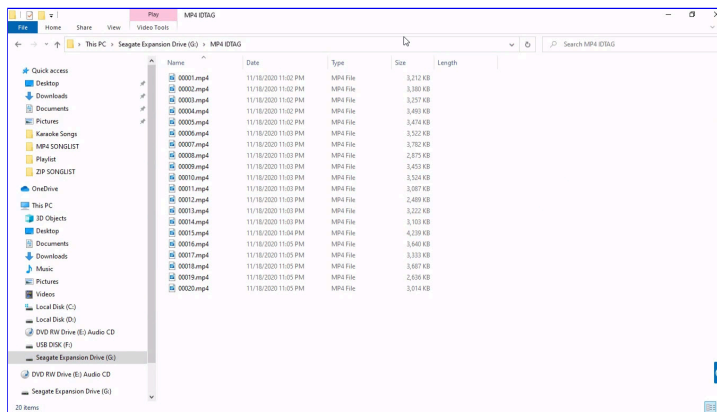 Play MP4 IDTAG
File Home Share View Video Tools
This PC > Seagate Expansion Drive (G:) > MP4 IDTAG Search MP4 IDTAG
Quick access
Desktop
Downloads
Documents
Pictures
Karaoke Songs
MP4 SONGLIST
Playlist
ZIP SONGLIST
OneDrive
This PC
3D Objects
Desktop
Documents
Downloads
Music
Pictures
Videos
Local Disk (C:)
Local Disk (D:)
DVD RW Drive (E:) Audio CD
USB DISK (F:)
Seagate Expansion Drive (G:)
DVD RW Drive (E:) Audio CD
Seagate Expansion Drive (G:)
Name Date Type Size Length
00001.mp4 11/18/2020 11:02 PM MP4 File 3,212 KB
00002.mp4 11/18/2020 11:02 PM MP4 File 3,380 KB
00003.mp4 11/18/2020 11:02 PM MP4 File 3,257 KB
00004.mp4 11/18/2020 11:02 PM MP4 File 3,493 KB
00005.mp4 11/18/2020 11:02 PM MP4 File 3,474 KB
00006.mp4 11/18/2020 11:03 PM MP4 File 3,522 KB
00007.mp4 11/18/2020 11:03 PM MP4 File 3,782 KB
00008.mp4 11/18/2020 11:03 PM MP4 File 2,875 KB
00009.mp4 11/18/2020 11:03 PM MP4 File 3,453 KB
00010.mp4 11/18/2020 11:03 PM MP4 File 3,524 KB
00011.mp4 11/18/2020 11:03 PM MP4 File 3,087 KB
00012.mp4 11/18/2020 11:03 PM MP4 File 2,489 KB
00013.mp4 11/18/2020 11:03 PM MP4 File 3,222 KB
00014.mp4 11/18/2020 11:03 PM MP4 File 3,103 KB
00015.mp4 11/18/2020 11:04 PM MP4 File 4,239 KB
00016.mp4 11/18/2020 11:05 PM MP4 File 3,640 KB
00017.mp4 11/18/2020 11:05 PM MP4 File 3,333 KB
00018.mp4 11/18/2020 11:05 PM MP4 File 3,687 KB
00019.mp4 11/18/2020 11:05 PM MP4 File 2,636 KB
00020.mp4 11/18/2020 11:05 PM MP4 File 3,014 KB
20 items